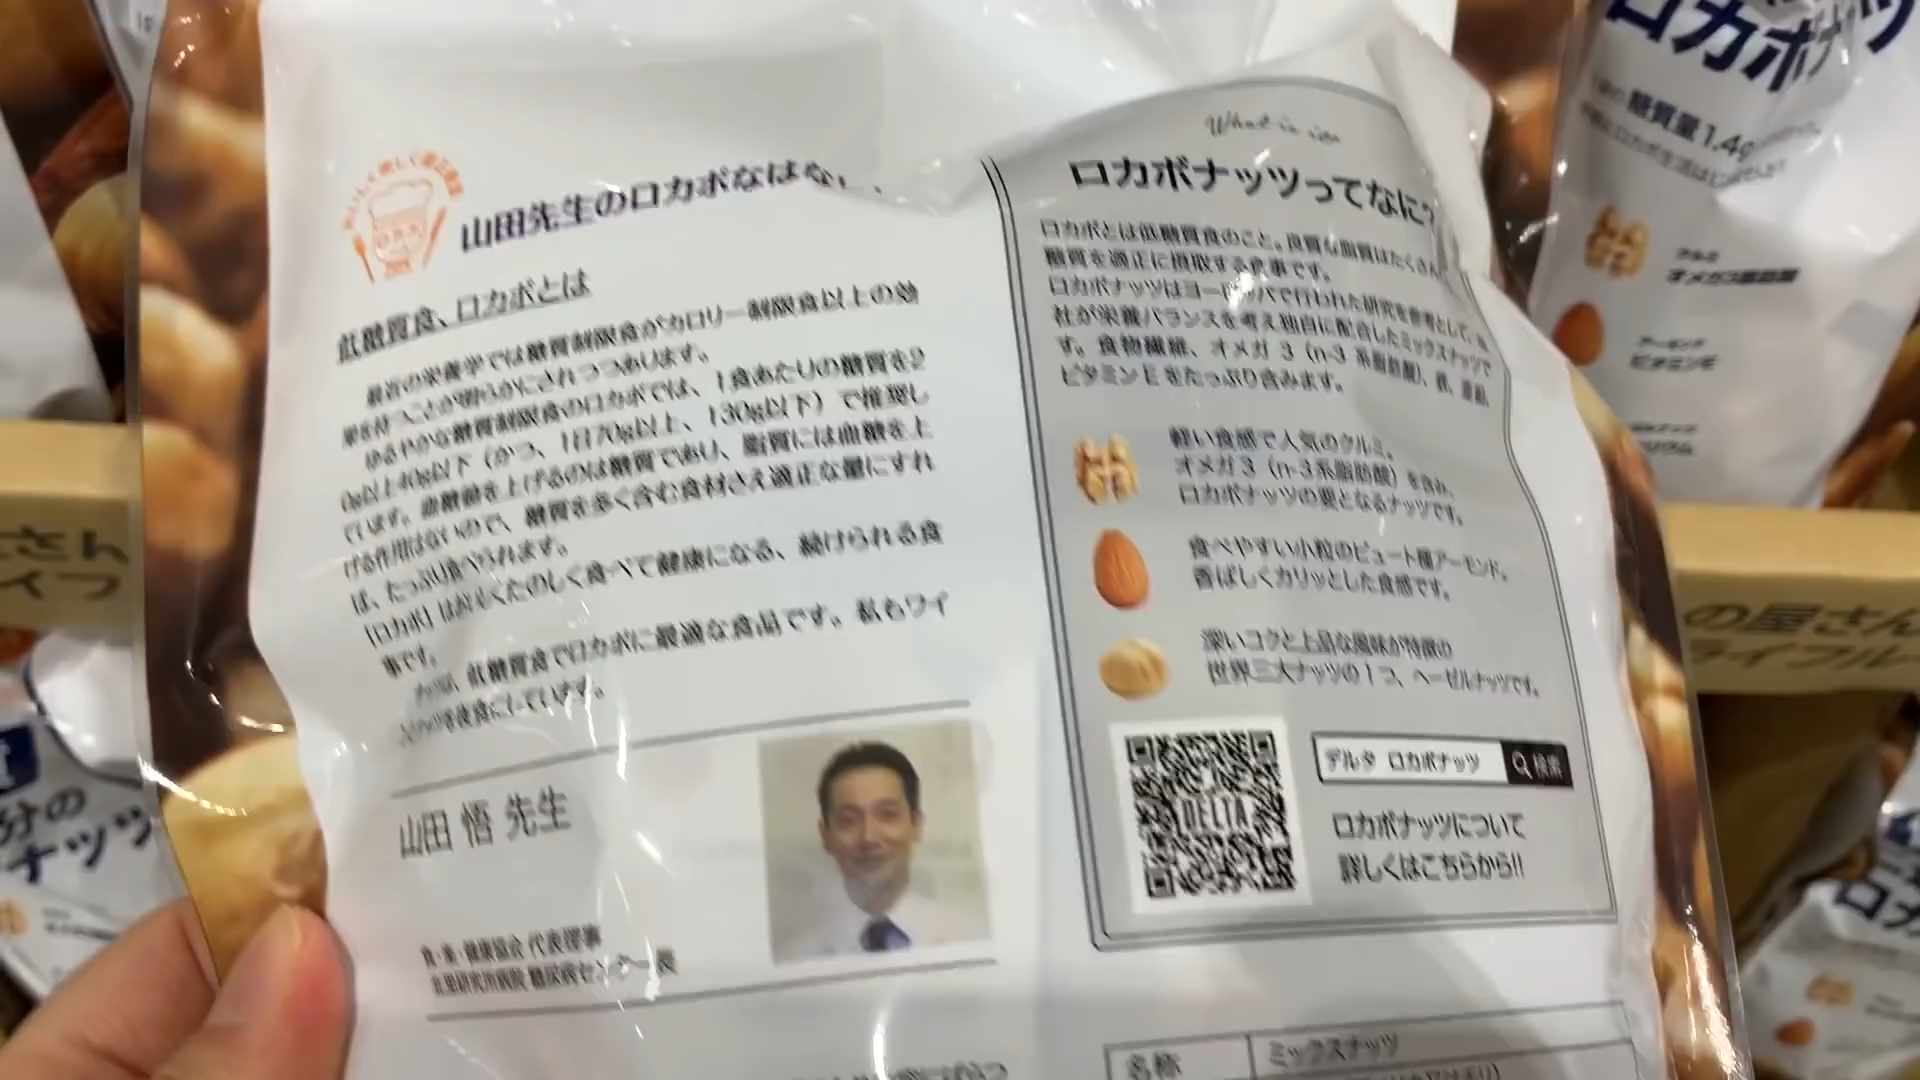 山田先生のロカボなはな
低糖質食、ロカボとは
最近の栄養学では糖質制限食がカロリー制限食以上の効
果を持つことが明らかにされつつあります。
ゆるやかな糖質制限食のロカボでは、1食あたりの糖質を2
0g以上40g以下（かつ、1日70g以上、130g以下）で推奨し
ています。血糖値を上げるのは糖質であり、脂質には血糖を上
げる作用はないので、糖質を多く含む食材さえ適正な量にすれ
ば、たっぷり食べられます。
たのしく食べて健康になる、続けられる食
事です。
低糖質食でロカボに最適な食品です。私もワイ
しています。
山田 悟 先生
食・楽・健康協会 代表理事
北里研究所病院 糖尿病センター長
What is
ロカボナッツってなに?
ロカボとは低糖質食のこと。良質な脂質はたくさん
糖質を適正に摂取する食事です。
ロカボナッツはヨーロッパで行われた研究を参考として、
社が栄養バランスを考え独自に配合したミックスナッツで
す。食物繊維、オメガ3（n-3 系脂肪酸）、鉄、亜鉛、
ビタミンEをたっぷり含みます。
軽い食感で人気のクルミ。
オメガ3（n-3系脂肪酸）を含み、
ロカボナッツの要となるナッツです。
食べやすい小粒のビュート種アーモンド。
香ばしくカリッとした食感です。
深いコクと上品な風味が特徴の
世界三大ナッツの1つ、ヘーゼルナッツです。
DELTA
デルタ ロカボナッツ
検索
ロカボナッツについて
詳しくはこちらから!!
名称
ミックスナッツ
ロカボナッツ
糖質量1.4g
クルミ
オメガ3脂肪酸
アーモンド
ビタミンE
さん
イフ
の屋さん
ライフル
分の
ナッツ
ロカ